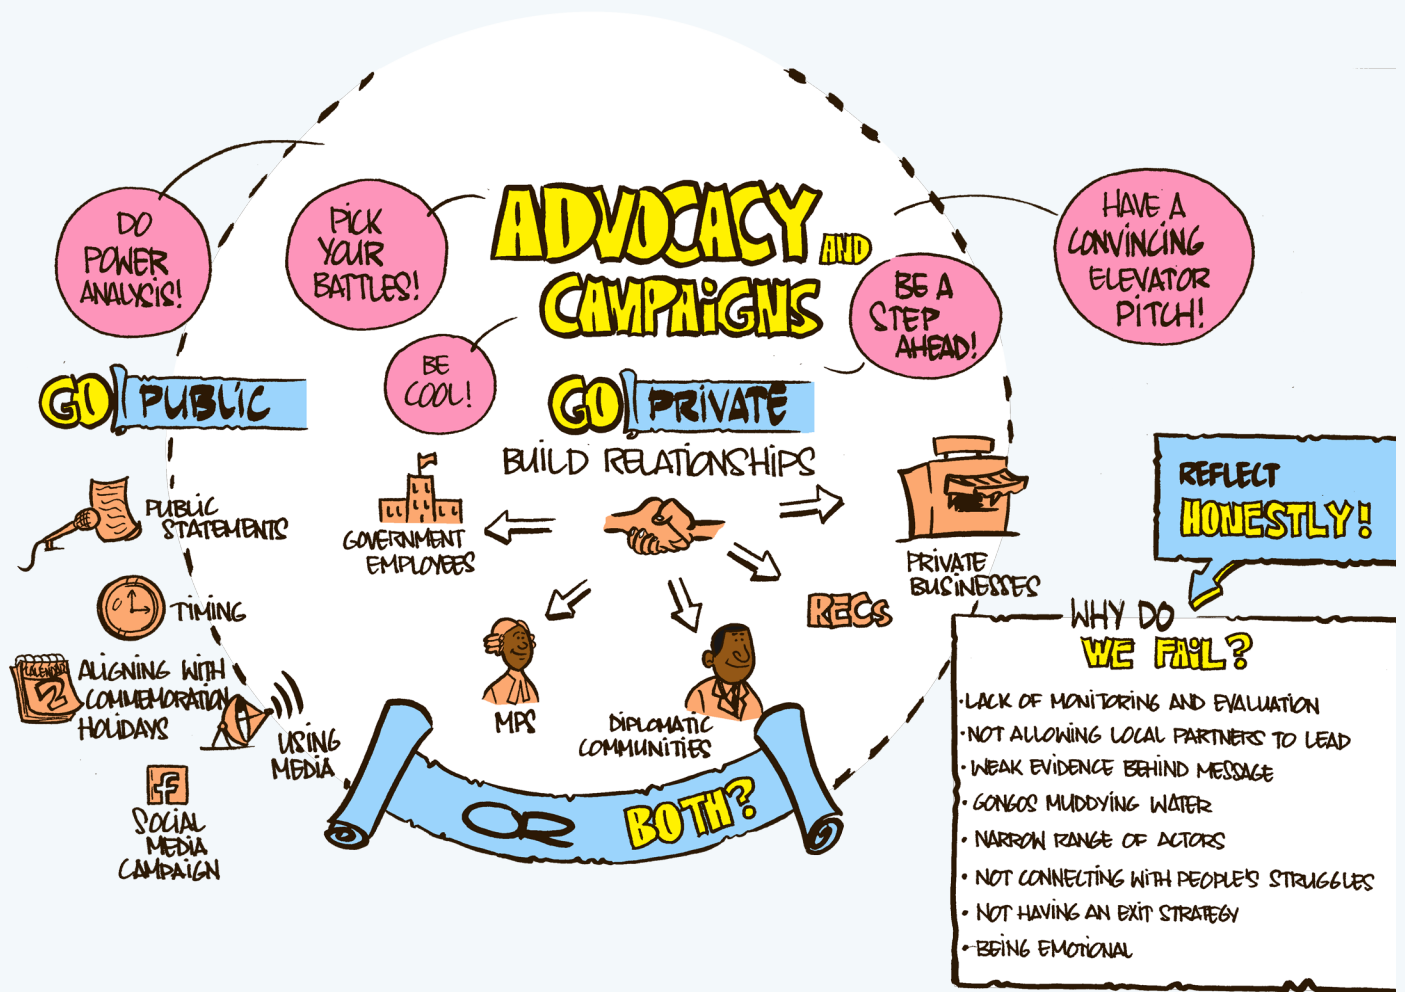 ADVOCACY AND
CAMPAIGNS
DO
POWER
ANALYSIS!
PICK
YOUR
BATTLES!
BE
COOL!
BE A
STEP
AHEAD!
HAVE A
CONVINCING
ELEVATOR
PITCH!
GO PUBLIC
PUBLIC
STATEMENTS
TIMING
CALENDAR
2
ALIGNING WITH
COMMEMORATION
HOLIDAYS
USING
MEDIA
f
SOCIAL
MEDIA
CAMPAIGN
GO PRIVATE
BUILD RELATIONSHIPS
GOVERNMENT
EMPLOYEES
MPS
DIPLOMATIC
COMMUNITIES
RECs
PRIVATE
BUSINESSES
OR BOTH?
REFLECT
HONESTLY!
WHY DO
WE FAIL?
• LACK OF MONITORING AND EVALUATION
• NOT ALLOWING LOCAL PARTNERS TO LEAD
• WEAK EVIDENCE BEHIND MESSAGE
• GONGOS MUDDYING WATER
• NARROW RANGE OF ACTORS
• NOT CONNECTING WITH PEOPLE'S STRUGGLES
• NOT HAVING AN EXIT STRATEGY
• BEING EMOTIONAL